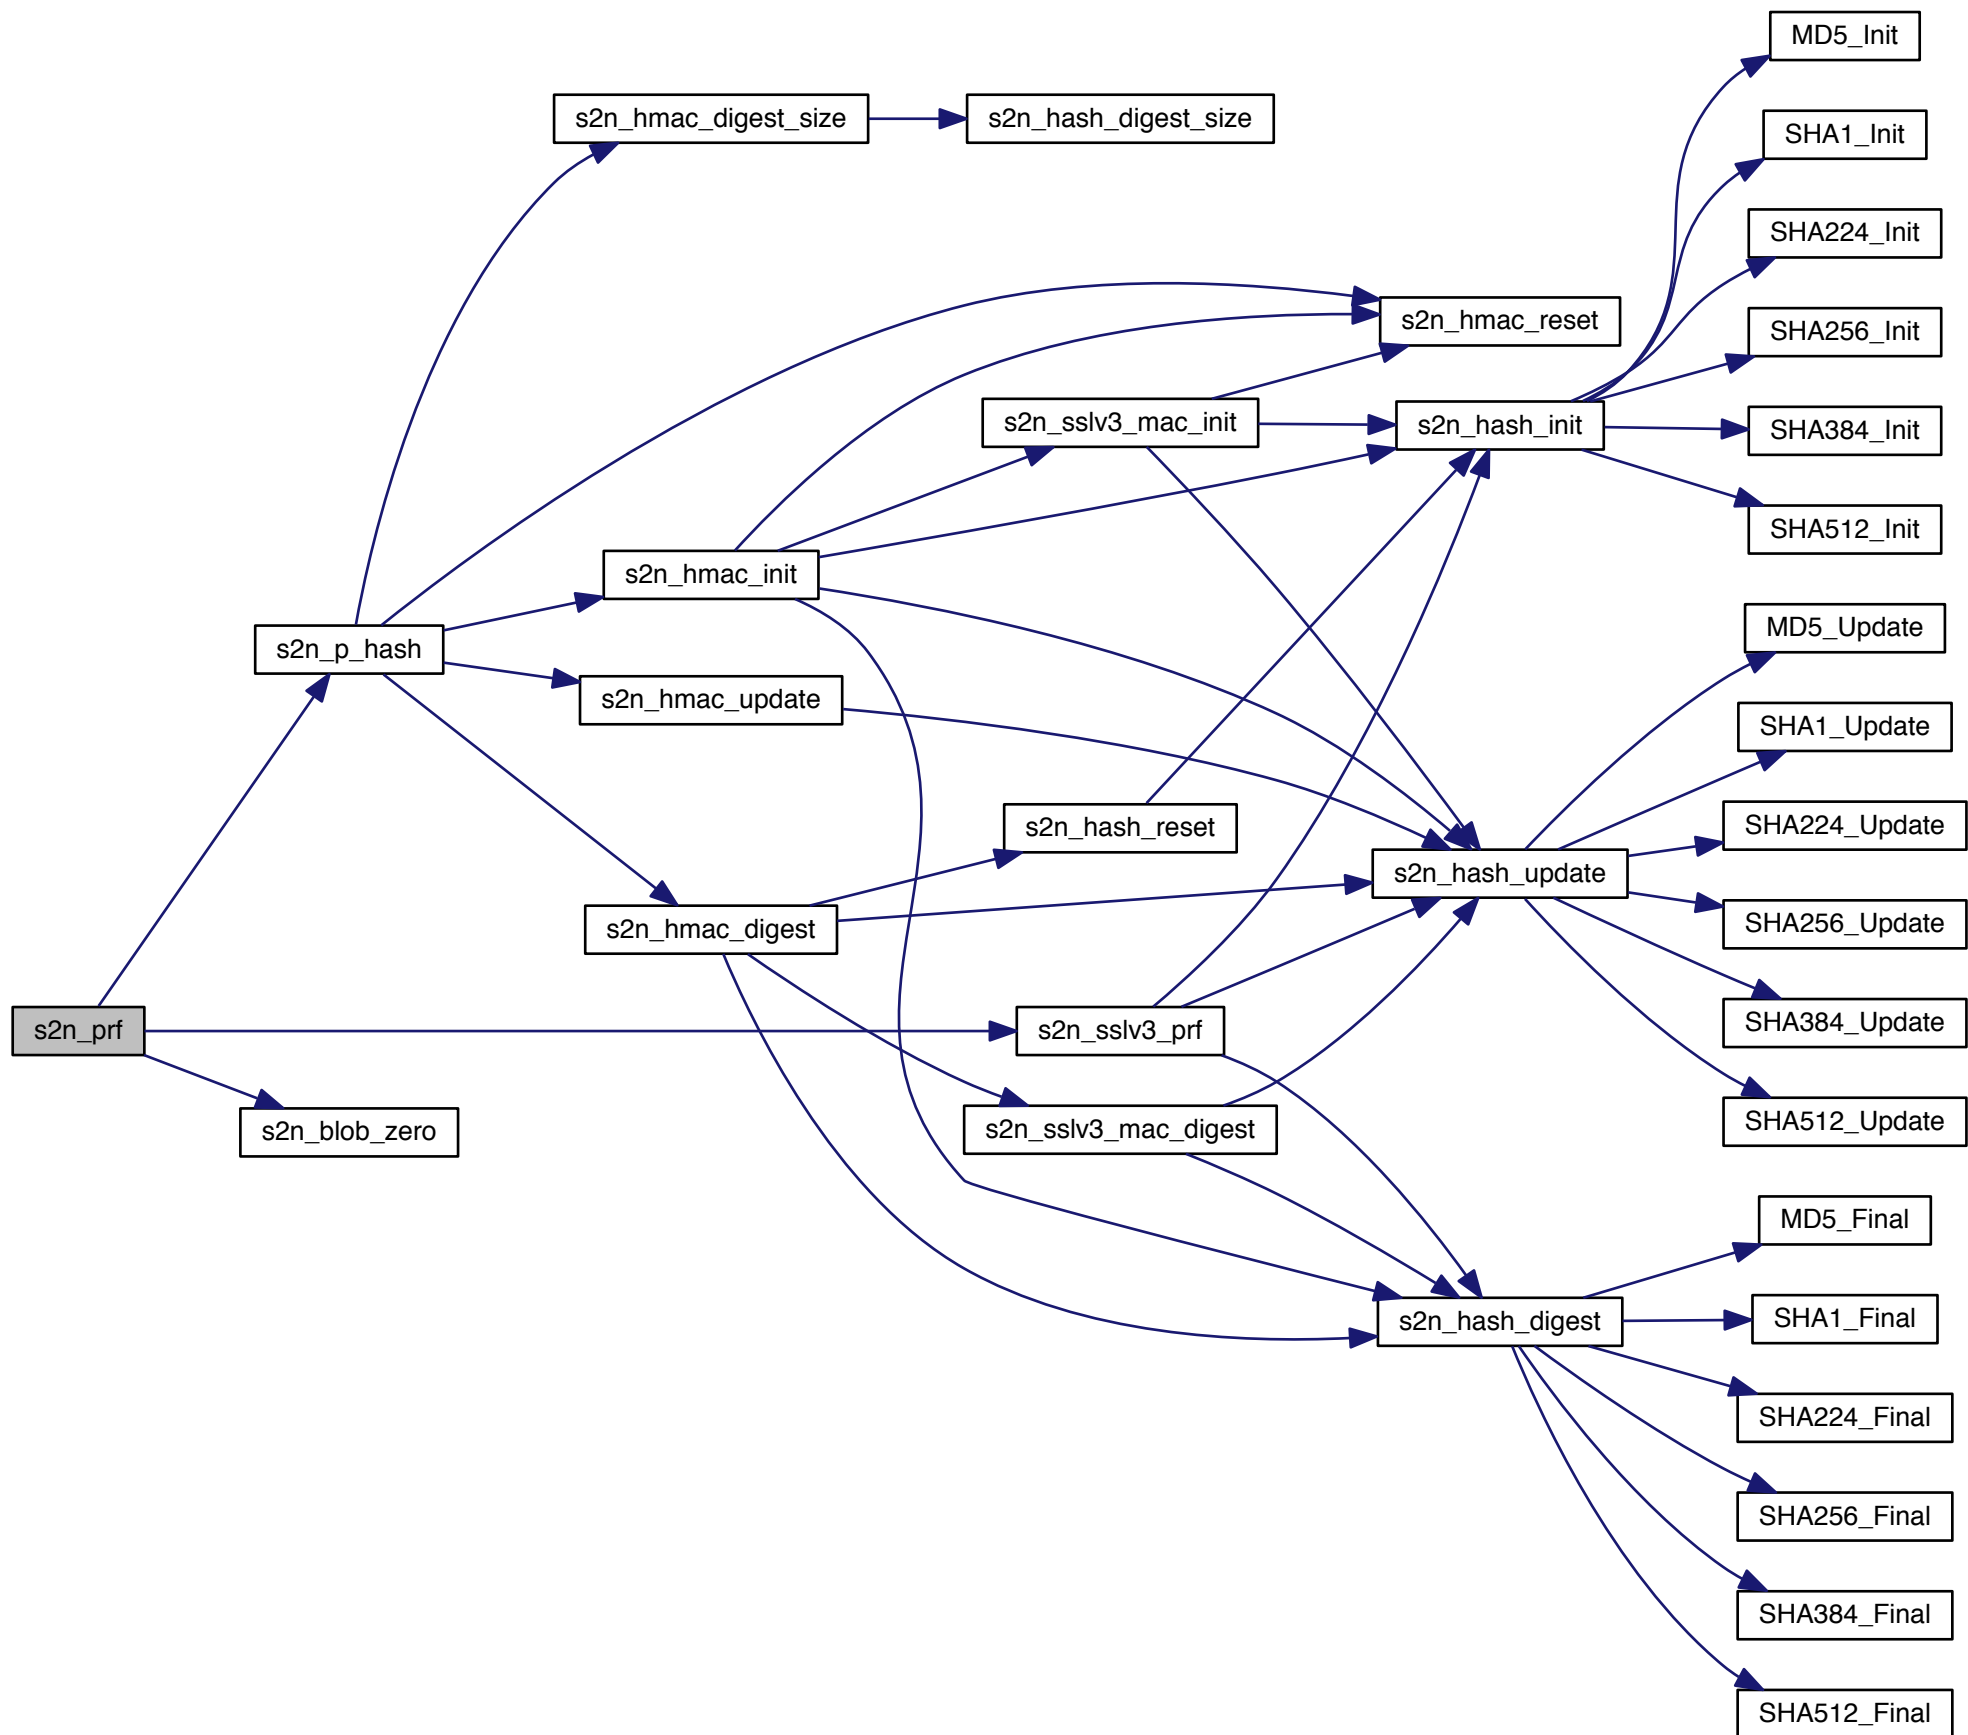 MD5_Init
s2n_hmac_digest_size
s2n_hash_digest_size
SHA1_Init
SHA224_Init
s2n_hmac_reset
SHA256_Init
s2n_sslv3_mac_init
s2n_hash_init
SHA384_Init
SHA512_Init
s2n_hmac_init
MD5_Update
s2n_p_hash
s2n_hmac_update
SHA1_Update
s2n_hash_reset
SHA224_Update
s2n_hash_update
s2n_hmac_digest
SHA256_Update
s2n_prf
s2n_sslv3_prf
SHA384_Update
s2n_blob_zero
s2n_sslv3_mac_digest
SHA512_Update
MD5_Final
s2n_hash_digest
SHA1_Final
SHA224_Final
SHA256_Final
SHA384_Final
SHA512_Final